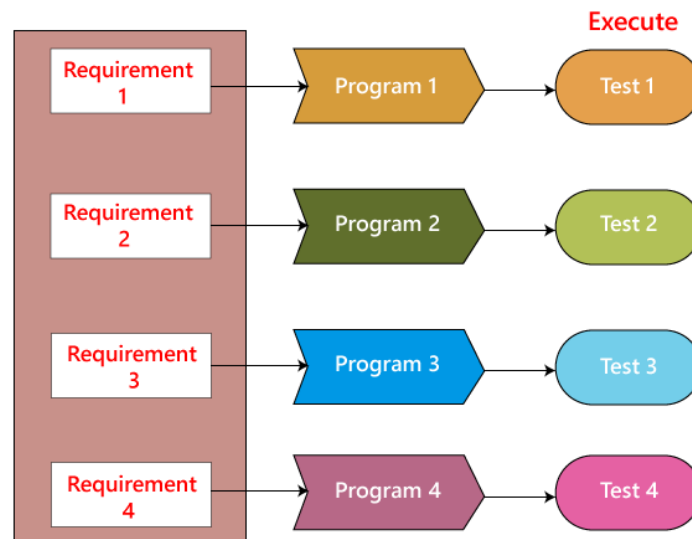 Execute
Requirement
1
Program 1
Test 1
Requirement
2
Program 2
Test 2
Requirement
3
Program 3
Test 3
Requirement
4
Program 4
Test 4